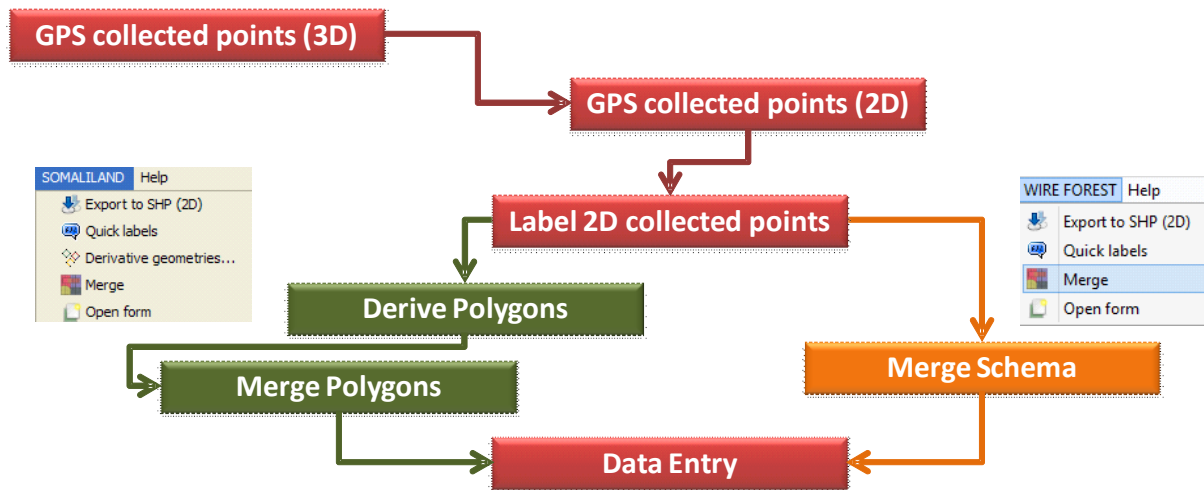 GPS collected points (3D)
GPS collected points (2D)
SOMALILAND Help
Export to SHP (2D)
Quick labels
Derivative geometries...
Merge
Open form
Label 2D collected points
WIRE FOREST Help
Export to SHP (2D)
Quick labels
Merge
Open form
Derive Polygons
Merge Polygons
Merge Schema
Data Entry